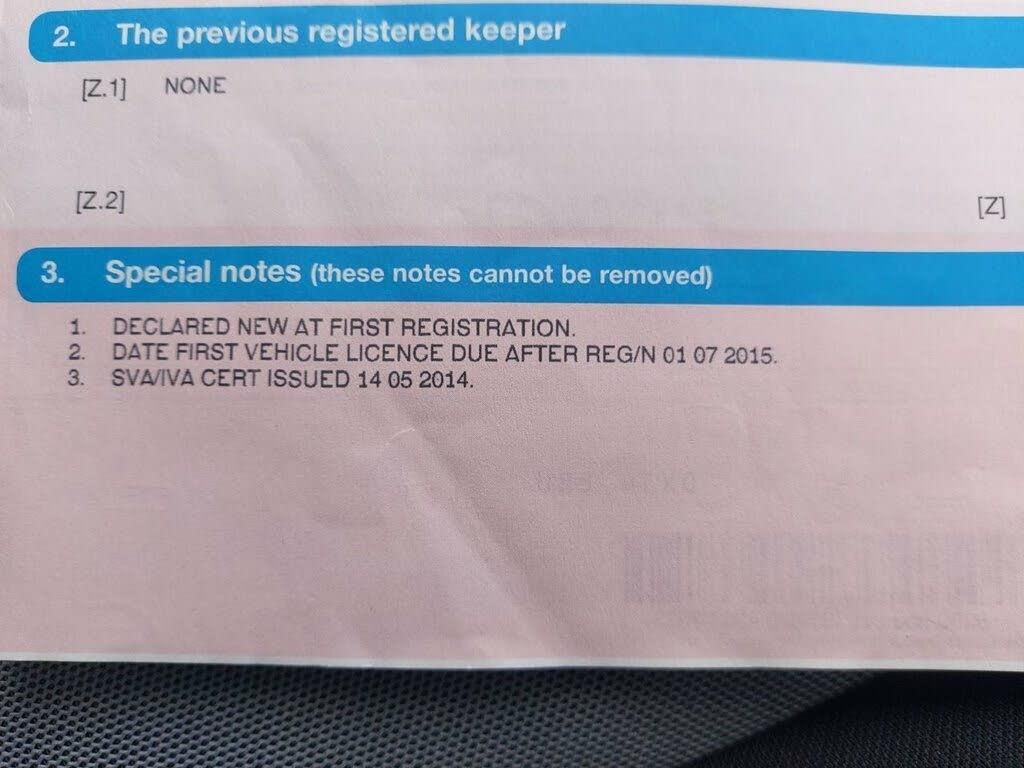 2. The previous registered keeper
[Z.1] NONE
[Z.2] [Z]
3. Special notes (these notes cannot be removed)
1. DECLARED NEW AT FIRST REGISTRATION.
2. DATE FIRST VEHICLE LICENCE DUE AFTER REG/N 01 07 2015.
3. SVA/IVA CERT ISSUED 14 05 2014.